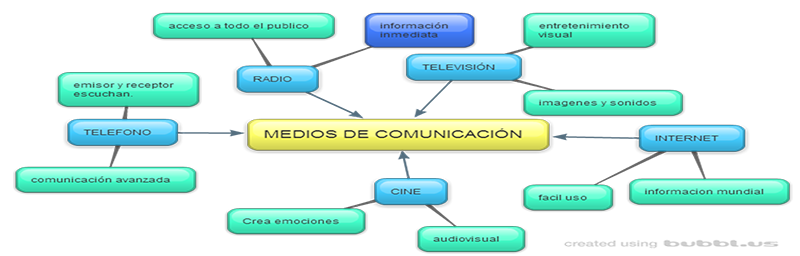 acceso a todo el publico
información
inmediata
entretenimiento
visual
RADIO
TELEVISIÓN
emisor y receptor
escuchan.
imagenes y sonidos
TELEFONO
MEDIOS DE COMUNICACIÓN
INTERNET
comunicación avanzada
CINE
facil uso
informacion mundial
Crea emociones
audiovisual
created using bubbl.us